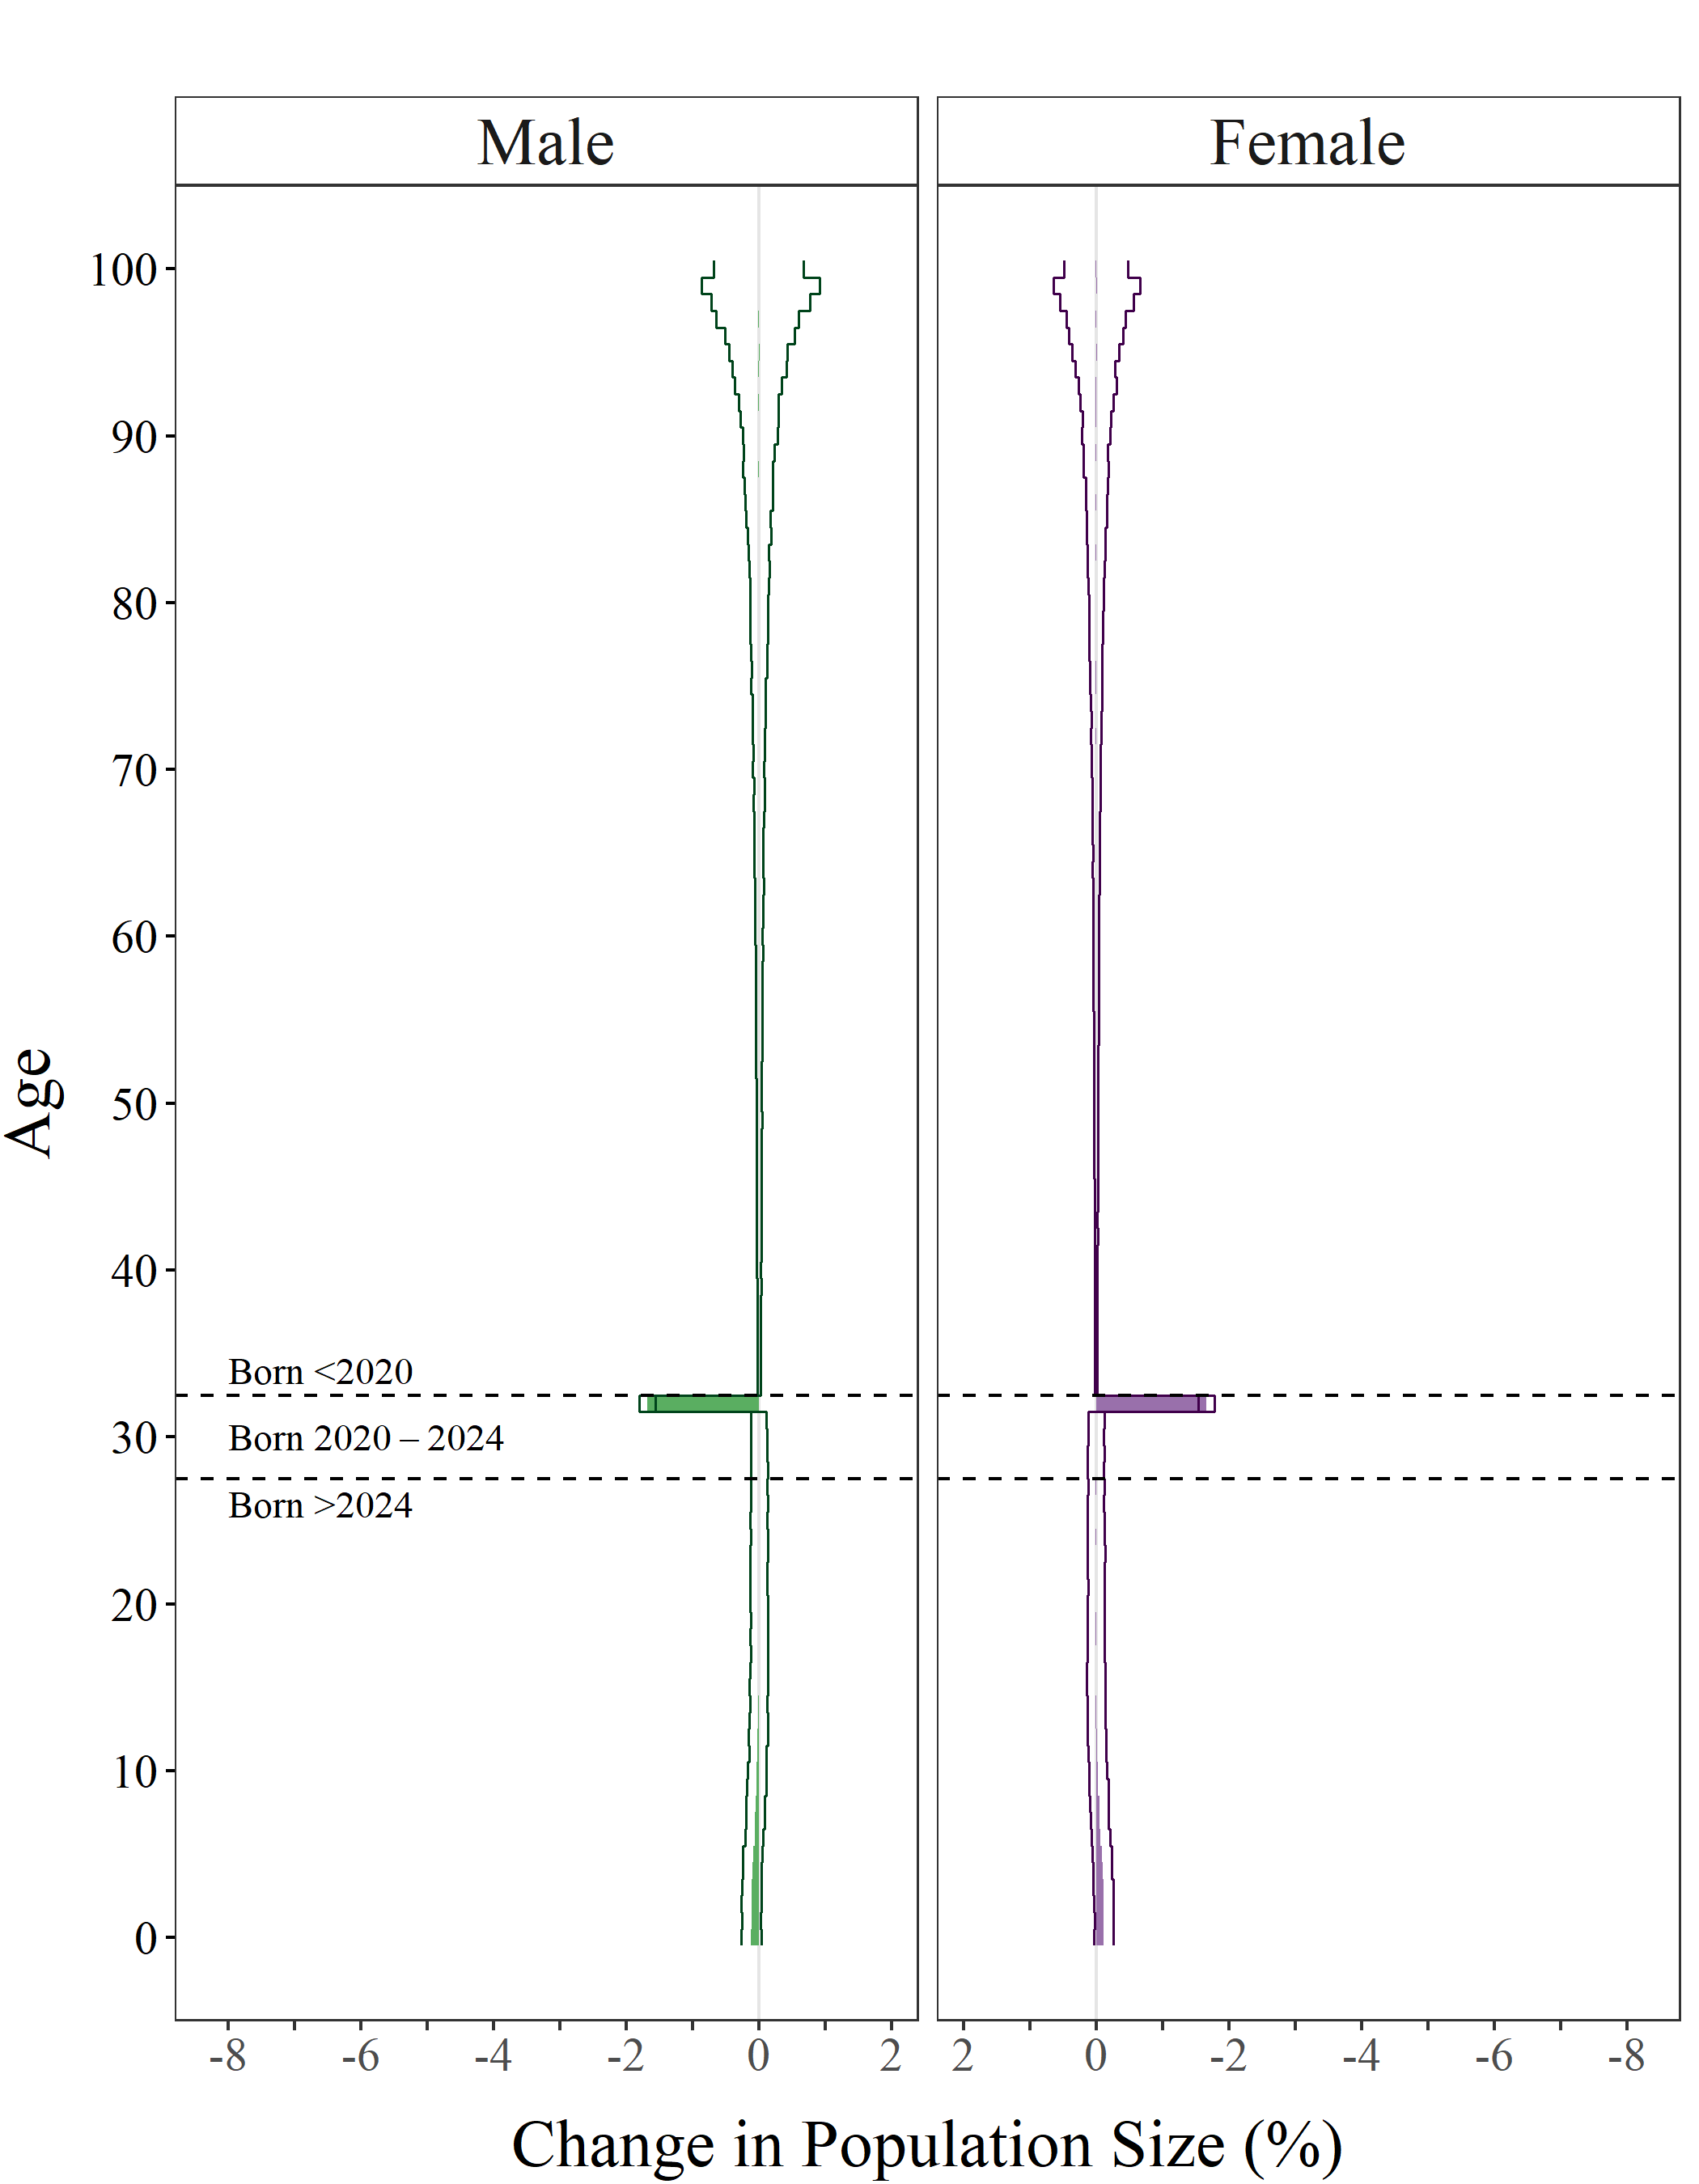 Male
Female
Age
100
90
80
70
60
50
40
30
20
10
0
Born <2020
Born 2020 – 2024
Born >2024
-8 -6 -4 -2 0 2
2 0 -2 -4 -6 -8
Change in Population Size (%)